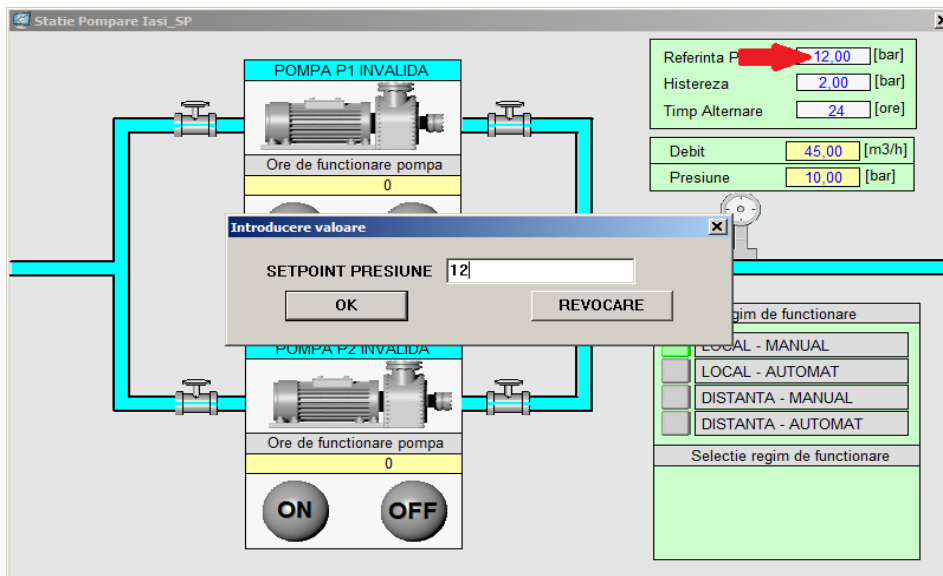 Statie Pompare Iasi_SP
POMPA P1 INVALIDA
Ore de functionare pompa
0
Referinta P 12,00 [bar]
Histereza 2,00 [bar]
Timp Alternare 24 [ore]
Debit 45,00 [m3/h]
Presiune 10,00 [bar]
Introducere valoare
SETPOINT PRESIUNE 12
OK REVOCARE
POMPA P2 INVALIDA
Ore de functionare pompa
0
ON OFF
de functionare
LOCAL - MANUAL
LOCAL - AUTOMAT
DISTANTA - MANUAL
DISTANTA - AUTOMAT
Selectie regim de functionare